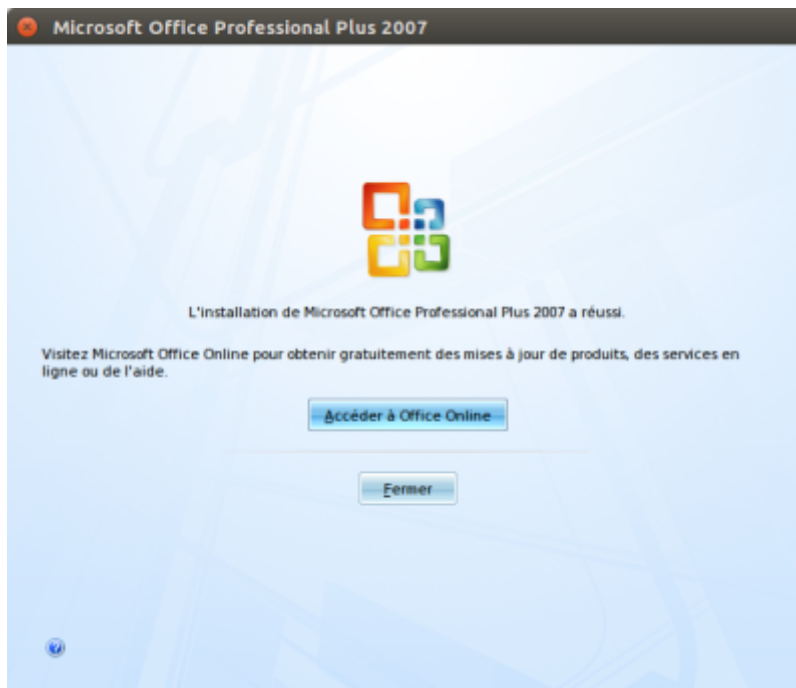 Microsoft Office Professional Plus 2007
L'installation de Microsoft Office Professional Plus 2007 a réussi.
Visitez Microsoft Office Online pour obtenir gratuitement des mises à jour de produits, des services en
ligne ou de l'aide.
Accéder à Office Online
Fermer